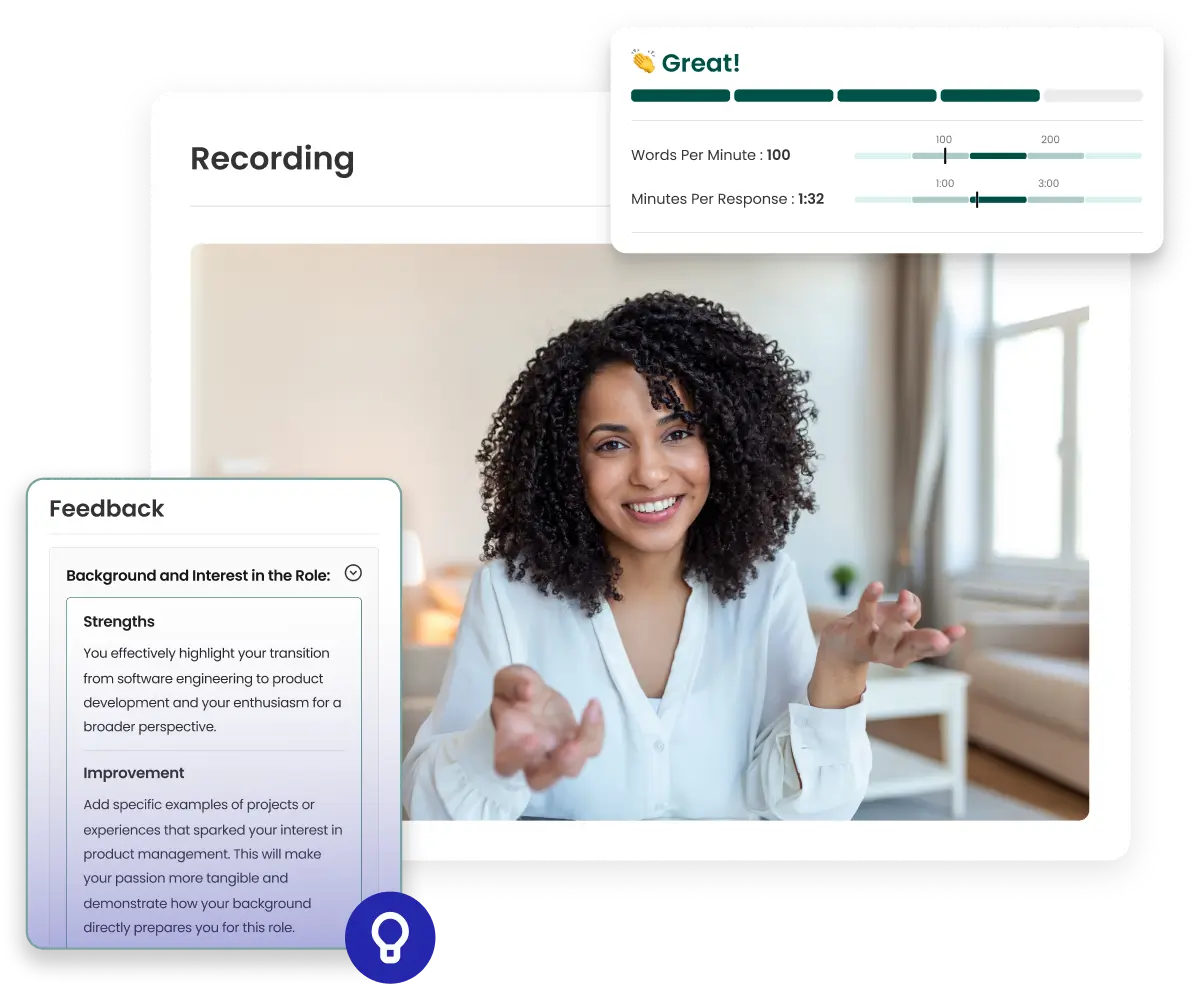 👏 Great!
Recording
100 200
Words Per Minute : 100
1:00 3:00
Minutes Per Response : 1:32
Feedback
Background and Interest in the Role:
Strengths
You effectively highlight your transition
from software engineering to product
development and your enthusiasm for a
broader perspective.
Improvement
Add specific examples of projects or
experiences that sparked your interest in
product management. This will make
your passion more tangible and
demonstrate how your background
directly prepares you for this role.